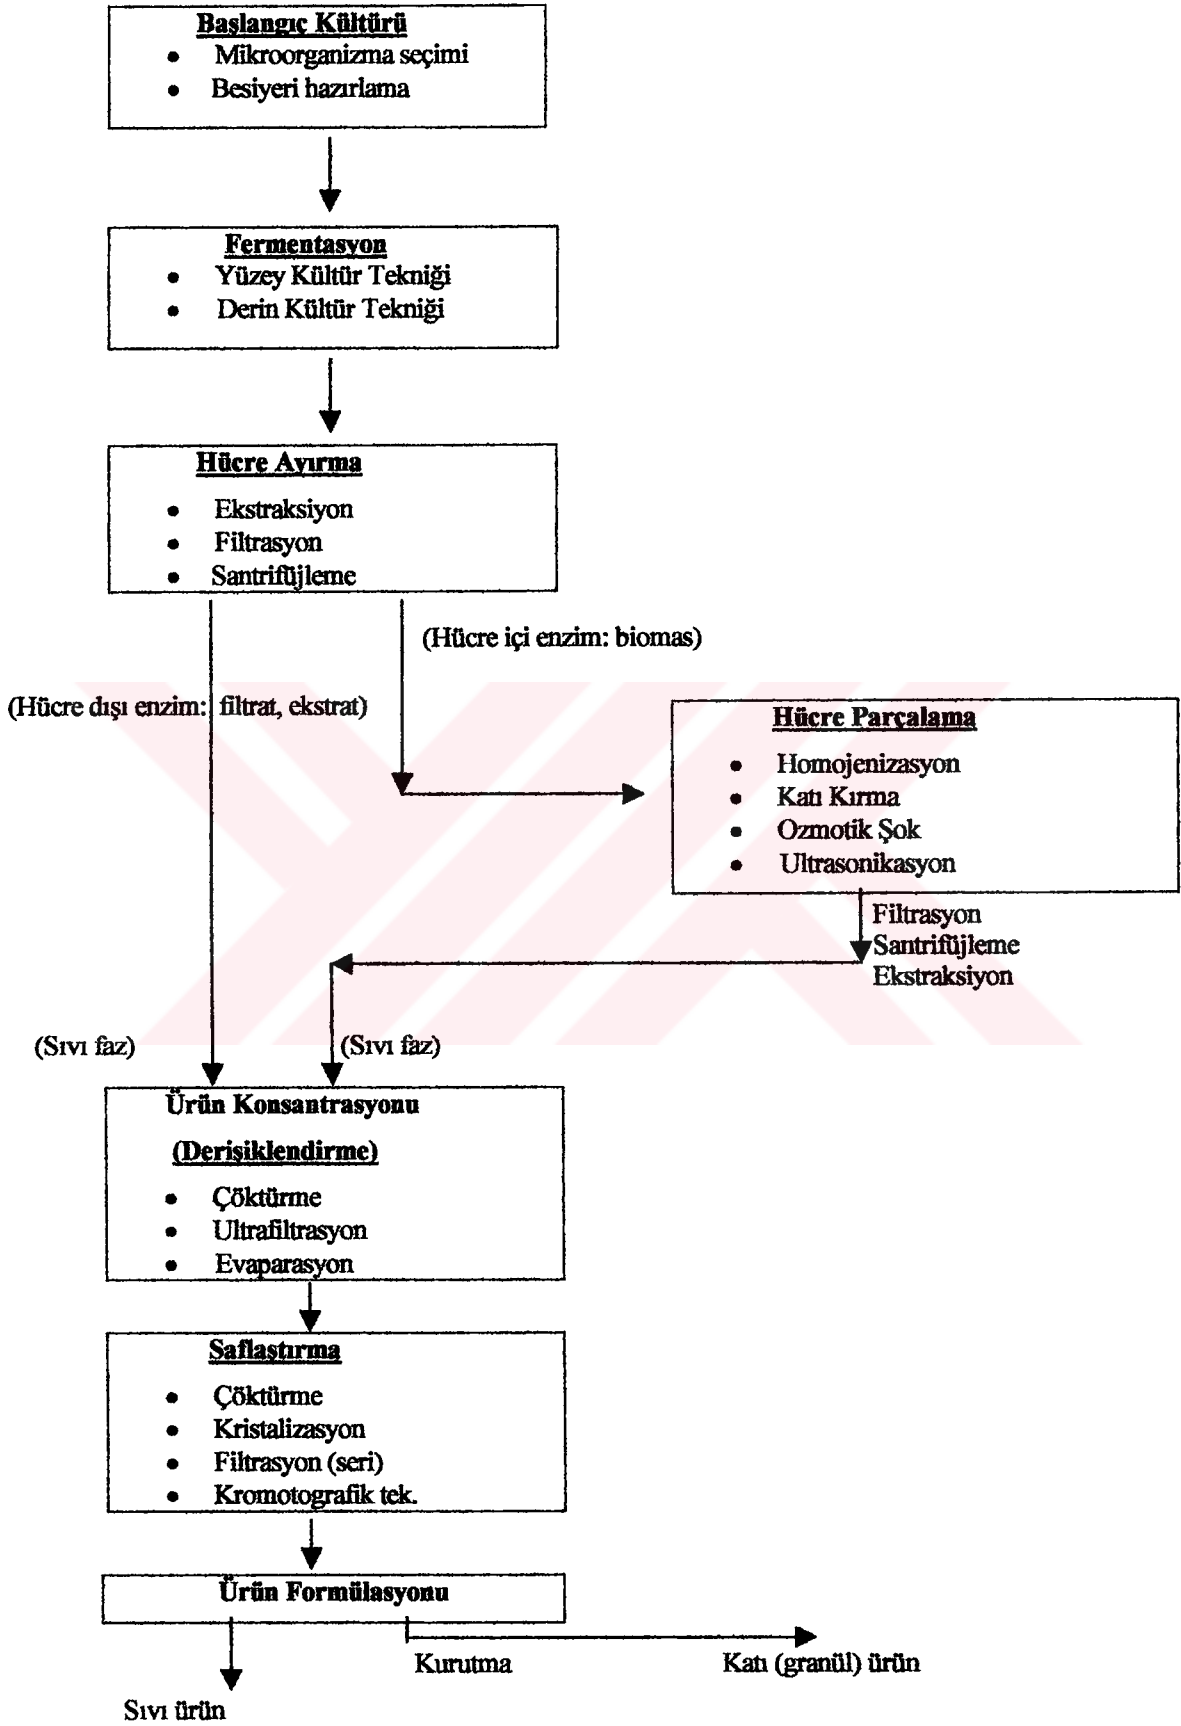 Başlangıç Kültürü
• Mikroorganizma seçimi
• Besiyeri hazırlama
Fermentasyon
• Yüzey Kültür Tekniği
• Derin Kültür Tekniği
Hücre Ayırma
• Ekstraksiyon
• Filtrasyon
• Santrifüjleme
(Hücre içi enzim: biomas)
(Hücre dışı enzim: filtrat, ekstrat)
Hücre Parçalama
• Homojenizasyon
• Katı Kırma
• Ozmotik Şok
• Ultrasonikasyon
Filtrasyon
Santrifüjleme
Ekstraksiyon
(Sıvı faz)
(Sıvı faz)
Ürün Konsantrasyonu
(Derişiklendirme)
• Çöktürme
• Ultrafiltrasyon
• Evaparasyon
Saflaştırma
• Çöktürme
• Kristalizasyon
• Filtrasyon (seri)
• Kromotografik tek.
Ürün Formülasyonu
Kurutma
Katı (granül) ürün
Sıvı ürün